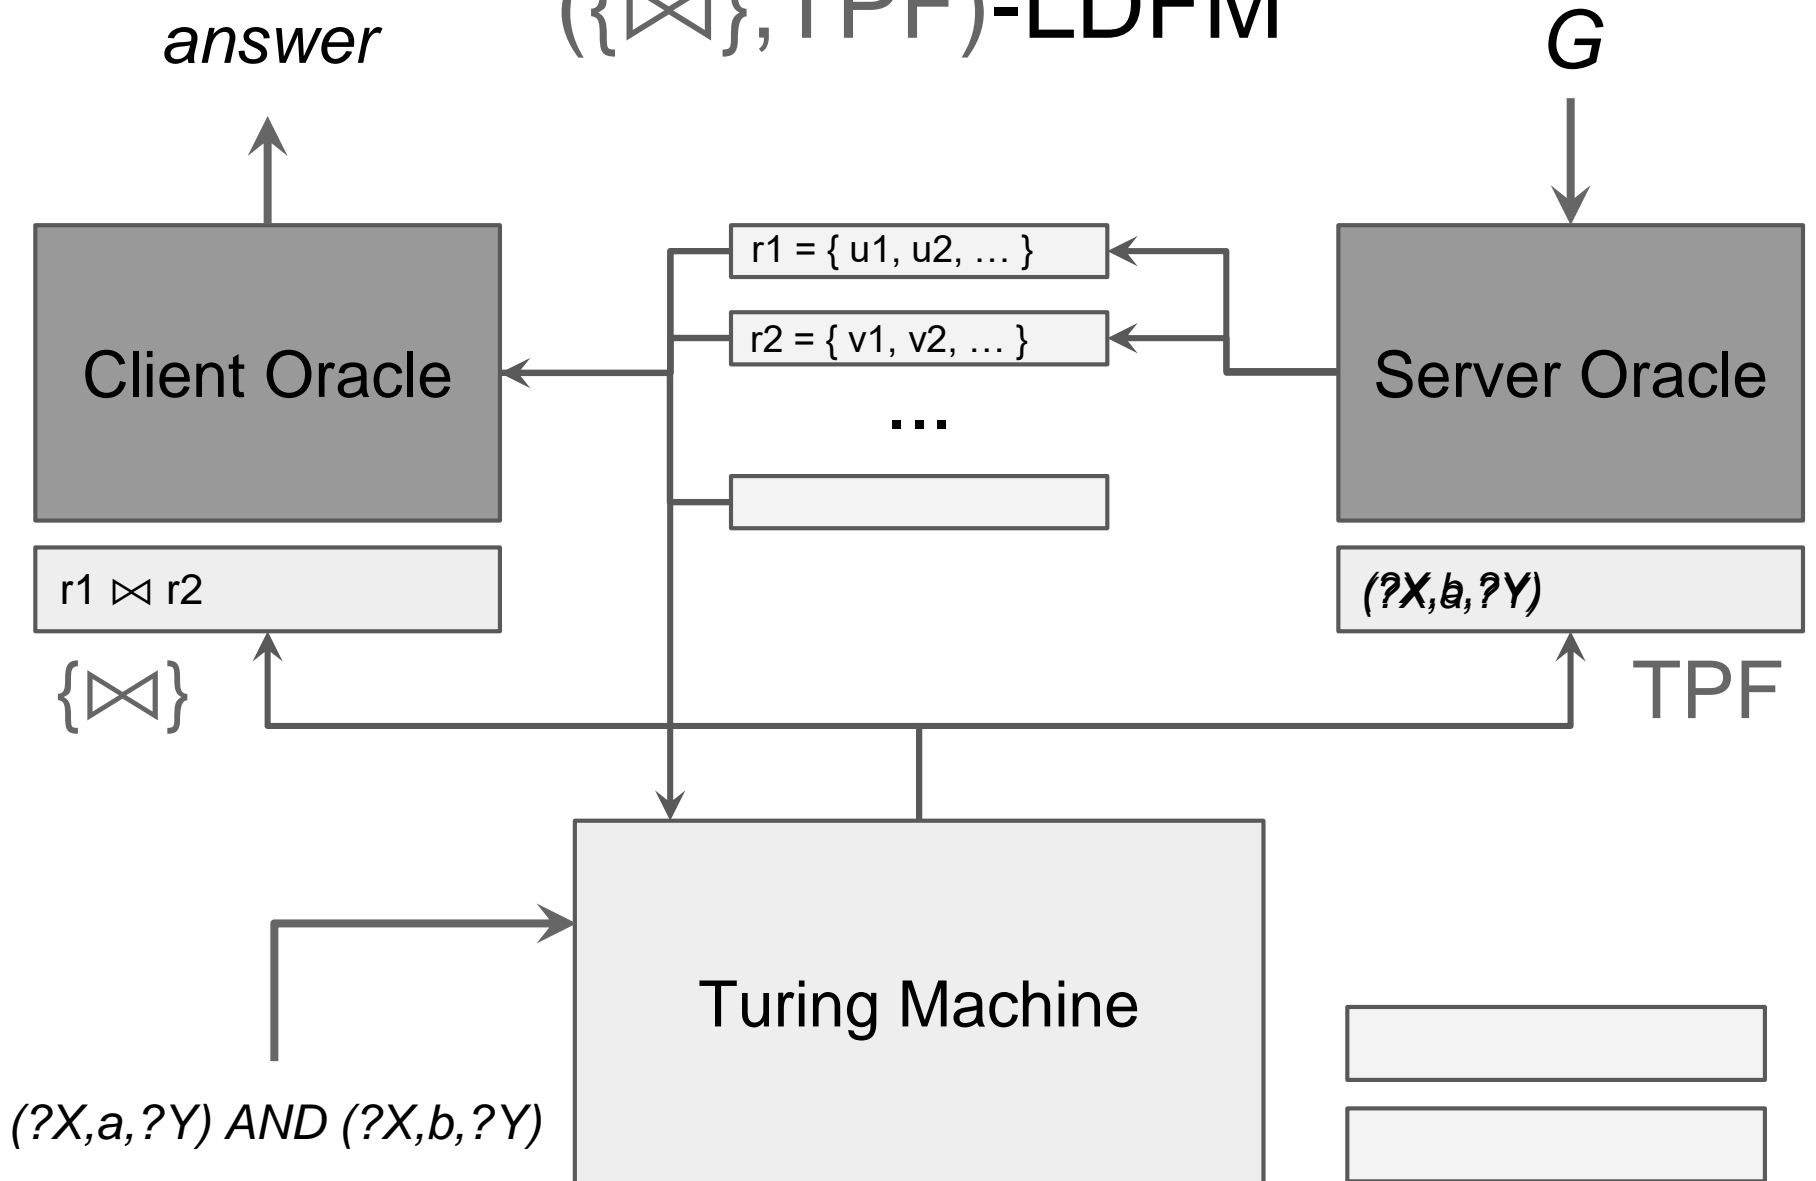 ({⋈},TPF)-LDFM
answer
G
r1 = { u1, u2, … }
r2 = { v1, v2, … }
Client Oracle
Server Oracle
...
r1 ⋈ r2
{⋈}
TPF
Turing Machine
(?X,a,?Y) AND (?X,b,?Y)